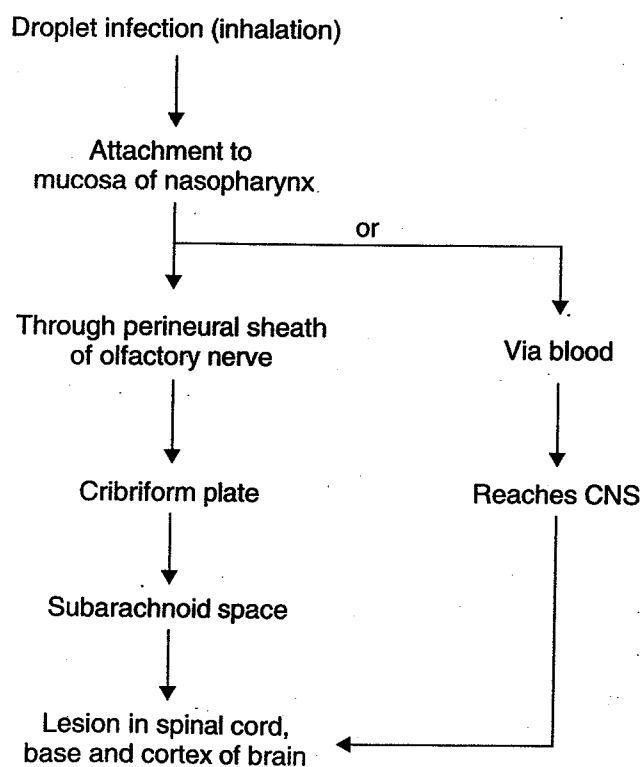 Droplet infection (inhalation)
Attachment to
mucosa of nasopharynx
or
Through perineural sheath
of olfactory nerve
Via blood
Cribriform plate
Reaches CNS
Subarachnoid space
Lesion in spinal cord,
base and cortex of brain